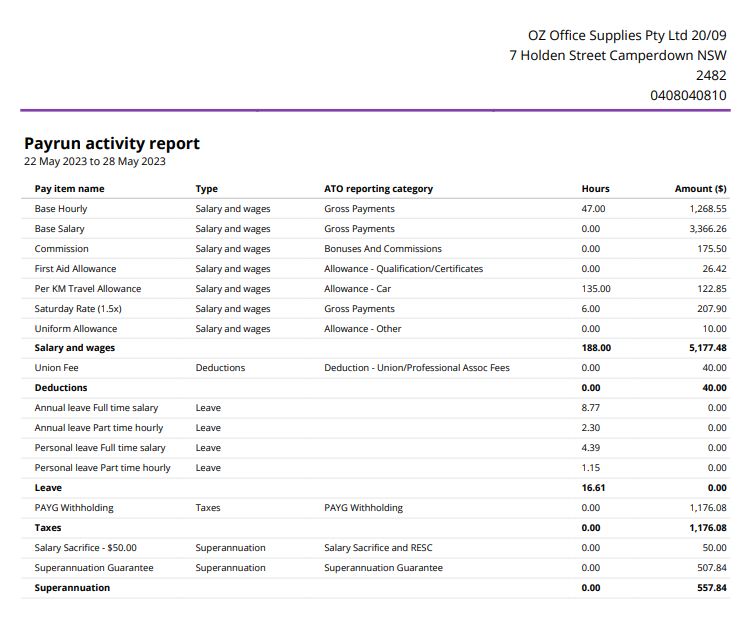 OZ Office Supplies Pty Ltd 20/09
7 Holden Street Camperdown NSW
2482
0408040810
Payrun activity report
22 May 2023 to 28 May 2023
Pay item name Type ATO reporting category Hours Amount ($)
Base Hourly Salary and wages Gross Payments 47.00 1,268.55
Base Salary Salary and wages Gross Payments 0.00 3,366.26
Commission Salary and wages Bonuses And Commissions 0.00 175.50
First Aid Allowance Salary and wages Allowance - Qualification/Certificates 0.00 26.42
Per KM Travel Allowance Salary and wages Allowance - Car 135.00 122.85
Saturday Rate (1.5x) Salary and wages Gross Payments 6.00 207.90
Uniform Allowance Salary and wages Allowance - Other 0.00 10.00
Salary and wages 188.00 5,177.48
Union Fee Deductions Deduction - Union/Professional Assoc Fees 0.00 40.00
Deductions 0.00 40.00
Annual leave Full time salary Leave 8.77 0.00
Annual leave Part time hourly Leave 2.30 0.00
Personal leave Full time salary Leave 4.39 0.00
Personal leave Part time hourly Leave 1.15 0.00
Leave 16.61 0.00
PAYG Withholding Taxes PAYG Withholding 0.00 1,176.08
Taxes 0.00 1,176.08
Salary Sacrifice - $50.00 Superannuation Salary Sacrifice and RESC 0.00 50.00
Superannuation Guarantee Superannuation Superannuation Guarantee 0.00 507.84
Superannuation 0.00 557.84